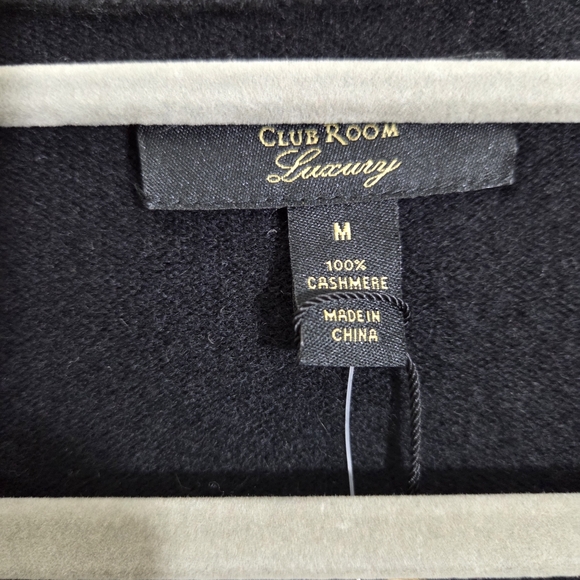 CLUB ROOM
Luxury
M
100%
CASHMERE
MADE IN
CHINA